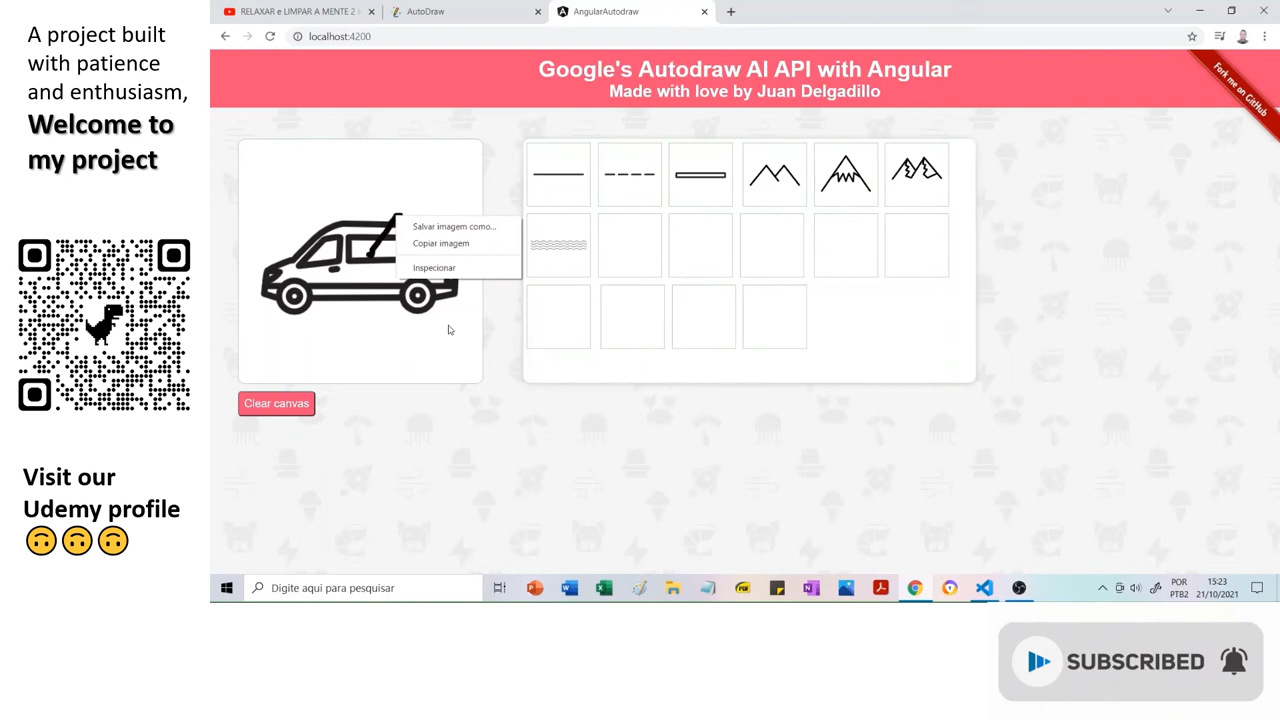 A project built
with patience
and enthusiasm,
Welcome to
my project
Visit our
Udemy profile
RELAXAR e LIMPAR A MENTE 2
AutoDraw
AngularAutodraw
localhost:4200
Google's Autodraw AI API with Angular
Made with love by Juan Delgadillo
Fork me on GitHub
Salvar imagem como...
Copiar imagem
Inspecionar
Clear canvas
Digite aqui para pesquisar
POR
PTB2
15:23
21/10/2021
SUBSCRIBED